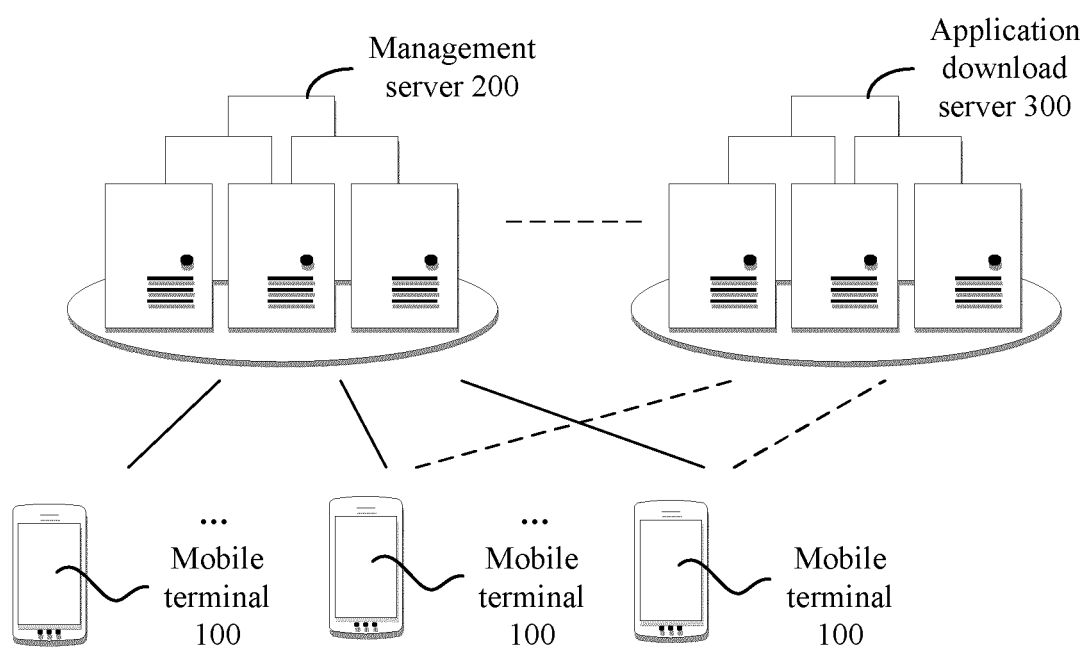 Management
server 200
Application
download
server 300
...
...
Mobile
terminal
100
Mobile
terminal
100
Mobile
terminal
100